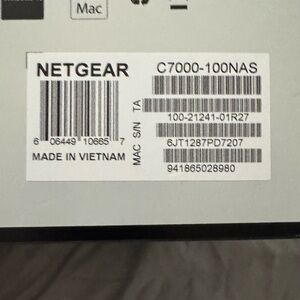 Mac
NETGEAR
C7000-100NAS
TA
100-21241-01R27
S/N
6JT1287PD7207
MAC
941865028980
6 06449 10665 7
MADE IN VIETNAM